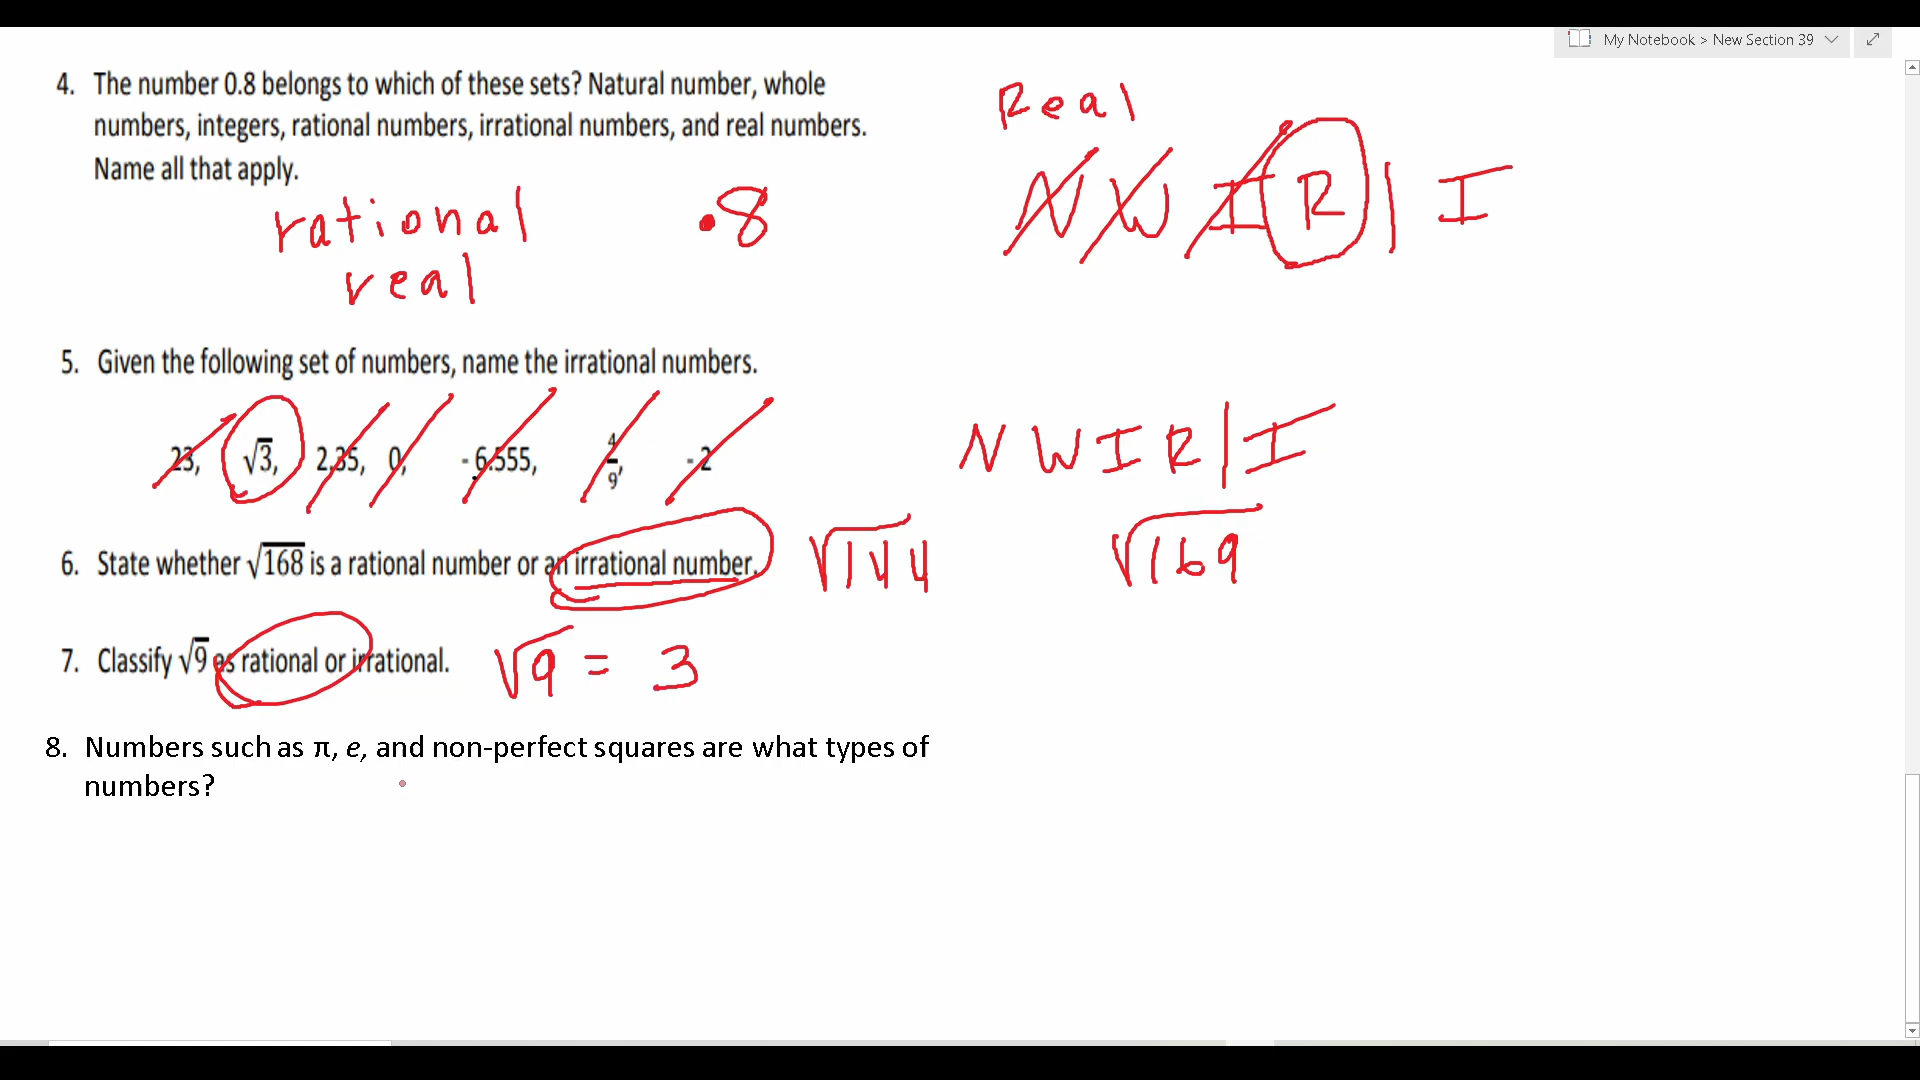 My Notebook > New Section 39
4. The number 0.8 belongs to which of these sets? Natural number, whole
numbers, integers, rational numbers, irrational numbers, and real numbers.
Name all that apply.
Real
N W I R | I
rational .8
real
5. Given the following set of numbers, name the irrational numbers.
23, √3, 2.35, 0, - 6.555, 4/9, - 2
N W I R | I
6. State whether √168 is a rational number or an irrational number.
√144 √169
7. Classify √9 as rational or irrational. √9 = 3
8. Numbers such as π, e, and non-perfect squares are what types of
numbers?